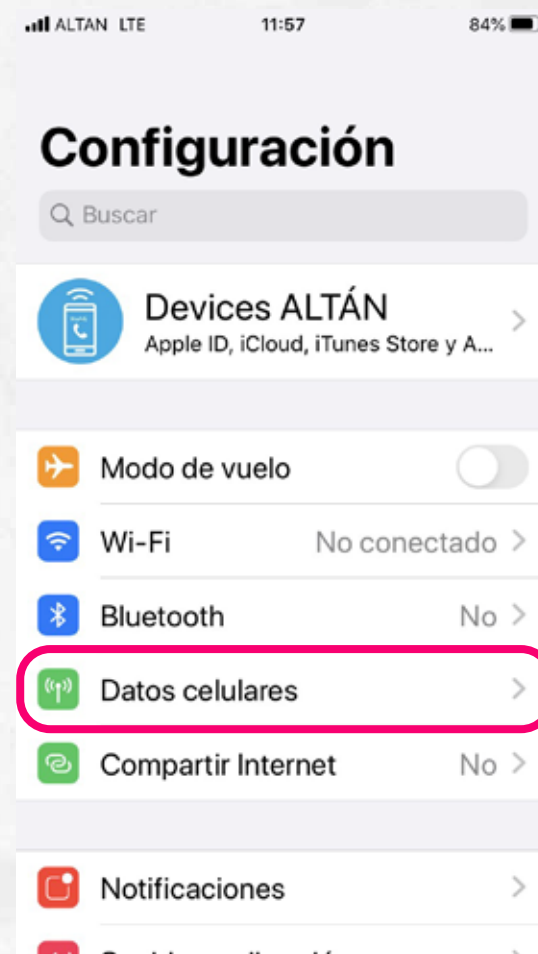 ALTAN LTE 11:57 84%
Configuración
Buscar
Devices ALTÁN
Apple ID, iCloud, iTunes Store y A...
Modo de vuelo
Wi-Fi No conectado
Bluetooth No
Datos celulares
Compartir Internet No
Notificaciones